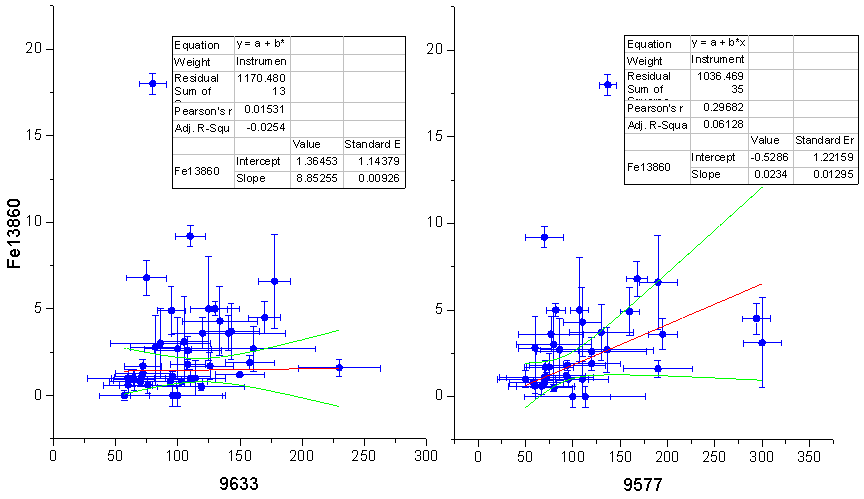 20
15
10
5
0
Fe13860
Equation y = a + b*
Weight Instrumen
Residual Sum of 1170.480 13
Pearson's r 0.01531
Adj. R-Squ -0.0254
Value Standard E
Fe13860 Intercept 1.36453 1.14379
Slope 8.85255 0.00926
0 50 100 150 200 250 300
9633
20
15
10
5
0
Equation y = a + b*x
Weight Instrument
Residual Sum of 1036.469 35
Pearson's r 0.29682
Adj. R-Squa 0.06128
Value Standard Er
Fe13860 Intercept -0.5286 1.22159
Slope 0.0234 0.01295
0 50 100 150 200 250 300 350
9577